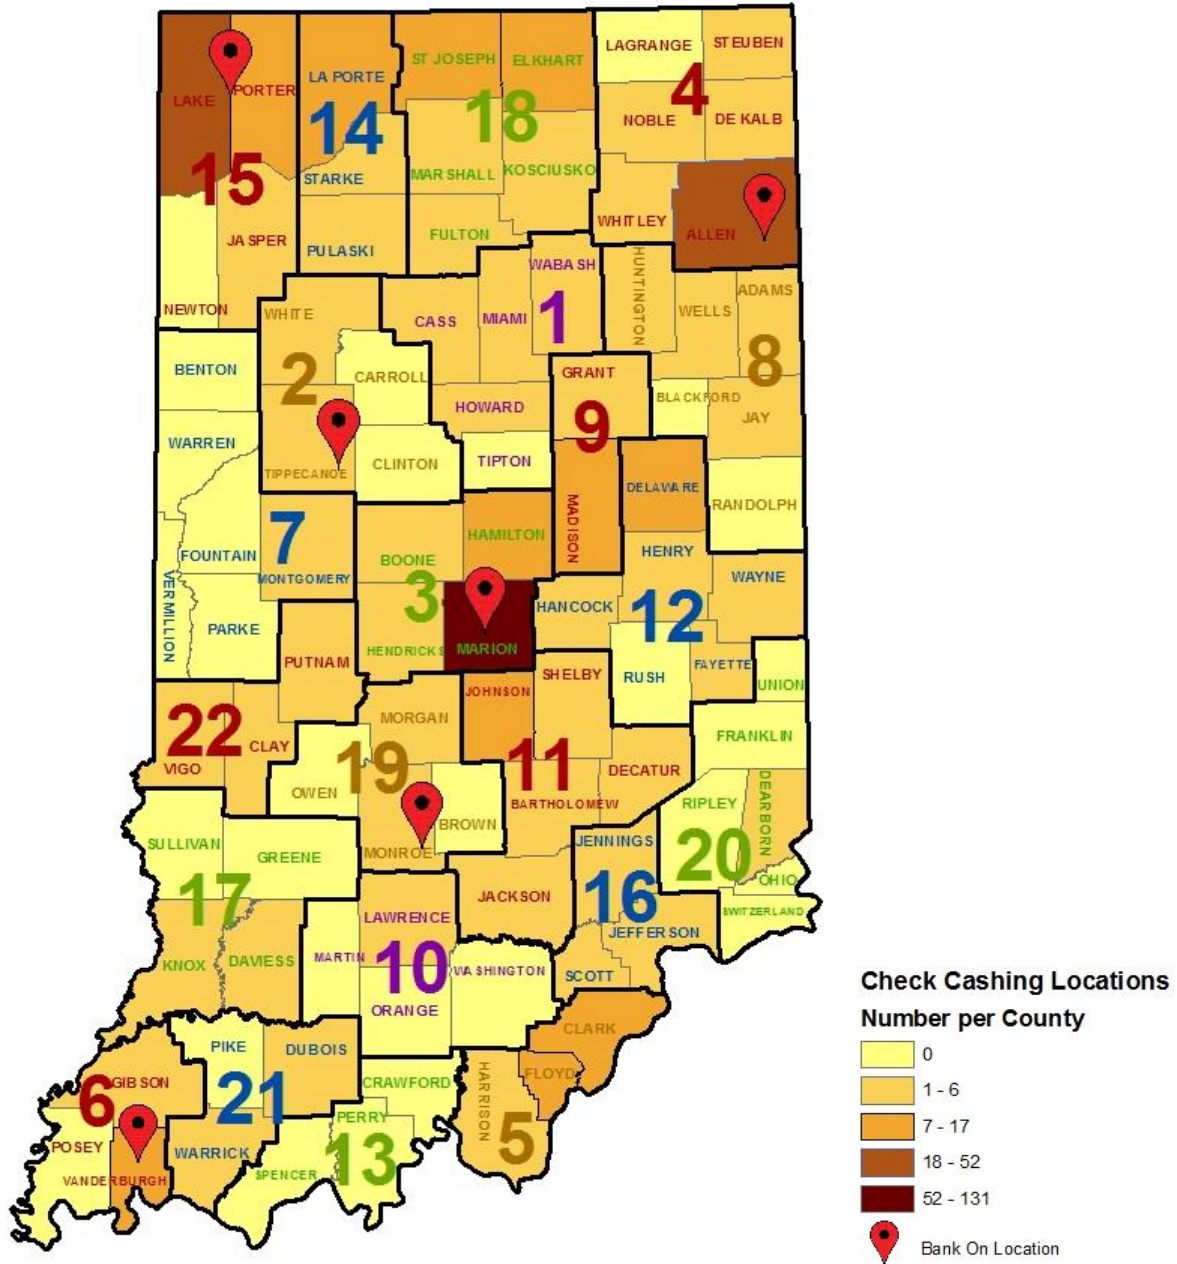 LAGRANGE
STEUBEN
ST JOSEPH
ELKHART
LA PORTE
LAKE
PORTER
4
14
18
NOBLE
DE KALB
MARSHALL
KOSCIUSKO
STARKE
15
WHITLEY
ALLEN
FULTON
JASPER
PULASKI
WABASH
HUNTINGTON
ADAMS
NEWTON
WHITE
CASS
MIAMI
1
WELLS
8
BENTON
2
CARROLL
GRANT
BLACKFORD
HOWARD
9
JAY
WARREN
TIPPECANOE
CLINTON
TIPTON
DELAWARE
RANDOLPH
MADISON
7
HAMILTON
FOUNTAIN
BOONE
HENRY
MONTGOMERY
WAYNE
VERMILLION
3
HANCOCK
12
PARKE
HENDRICKS
MARION
PUTNAM
SHELBY
RUSH
FAYETTE
UNION
JOHNSON
22
MORGAN
CLAY
FRANKLIN
VIGO
19
11
DECATUR
OWEN
BARTHOLOMEW
RIPLEY
DEARBORN
BROWN
SULLIVAN
GREENE
MONROE
JENNINGS
20
OHIO
17
JACKSON
16
SWITZERLAND
LAWRENCE
JEFFERSON
KNOX
DAVIESS
MARTIN
10
WASHINGTON
SCOTT
ORANGE
CLARK
PIKE
DUBOIS
GIBSON
6
21
CRAWFORD
HARRISON
FLOYD
PERRY
5
POSEY
WARRICK
13
VANDERBURGH
SPENCER
Check Cashing Locations
Number per County
0
1 - 6
7 - 17
18 - 52
52 - 131
Bank On Location